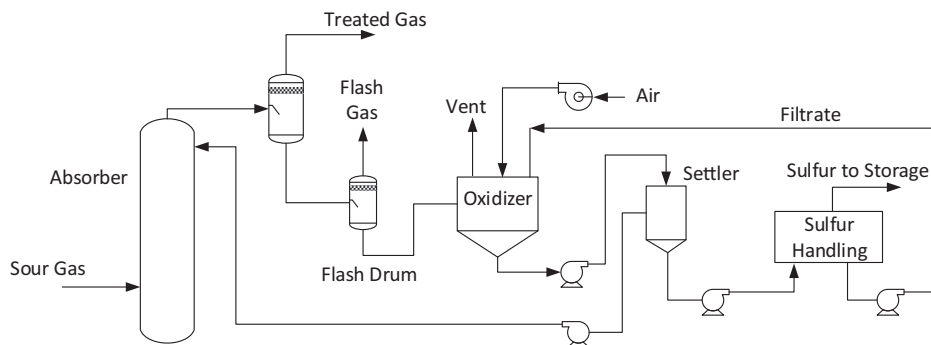 Treated Gas
Flash
Gas
Vent
Air
Filtrate
Absorber
Settler
Sulfur to Storage
Oxidizer
Sulfur
Handling
Sour Gas
Flash Drum